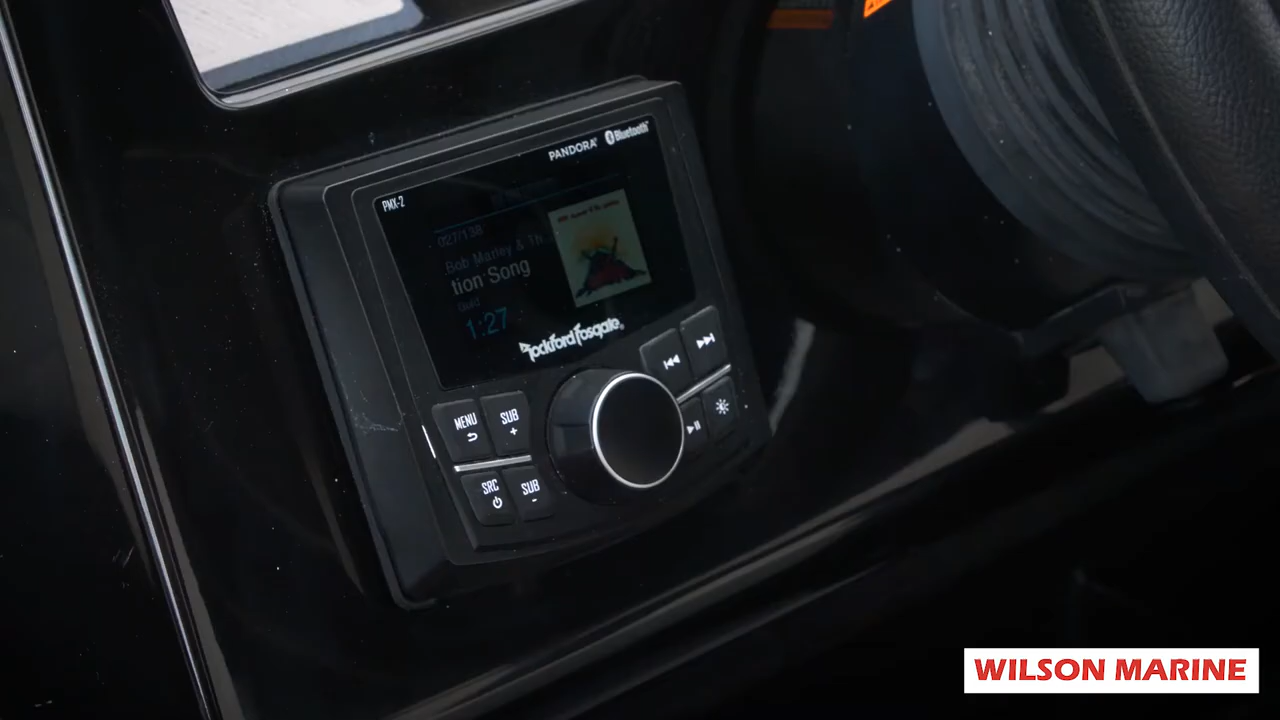 PANDORA® Bluetooth®
PMX-2
027/138
Bob Marley & Th
tion Song
Gold
1:27
Rockford Fosgate®
MENU
SUB
+
SRC
SUB
-
WILSON MARINE